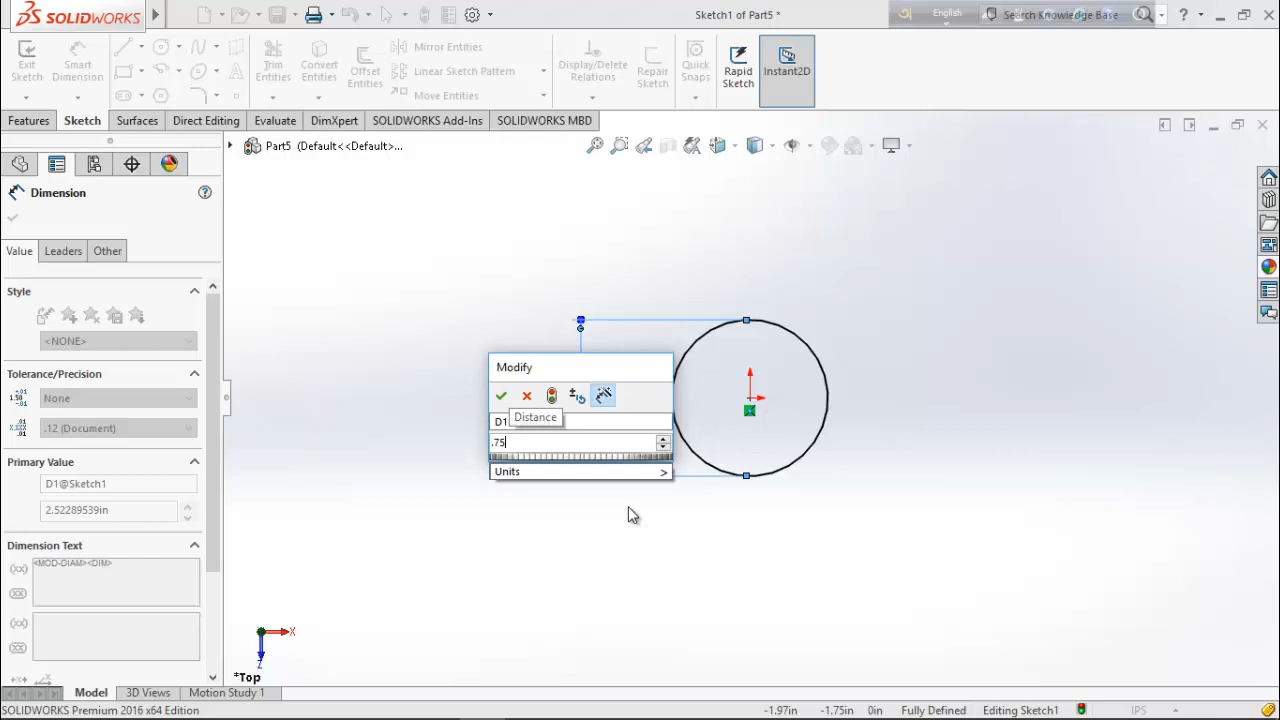 SOLIDWORKS
Sketch1 of Part5 *
English
Search Knowledge Base
?
Exit Sketch
Smart Dimensions
Trim Entities
Convert Entities
Offset Entities
Mirror Entities
Linear Sketch Pattern
Move Entities
Display/Delete Relations
Repair Sketch
Quick Snaps
Rapid Sketch
Instant2D
Features Sketch Surfaces Direct Editing Evaluate DimXpert SOLIDWORKS Add-Ins SOLIDWORKS MBD
Part5 (Default<<Default>...
Dimension
?
Value Leaders Other
Style
<NONE>
Tolerance/Precision
None
.12 (Document)
Primary Value
D1@Sketch1
2.52289539in
Dimension Text
<MOD-DIAM><DIM>
Modify
Distance
D1
.75
Units >
X
Z
*Top
Model 3D Views Motion Study 1
SOLIDWORKS Premium 2016 x64 Edition
-1.97in -1.75in 0in Fully Defined Editing Sketch1 IPS